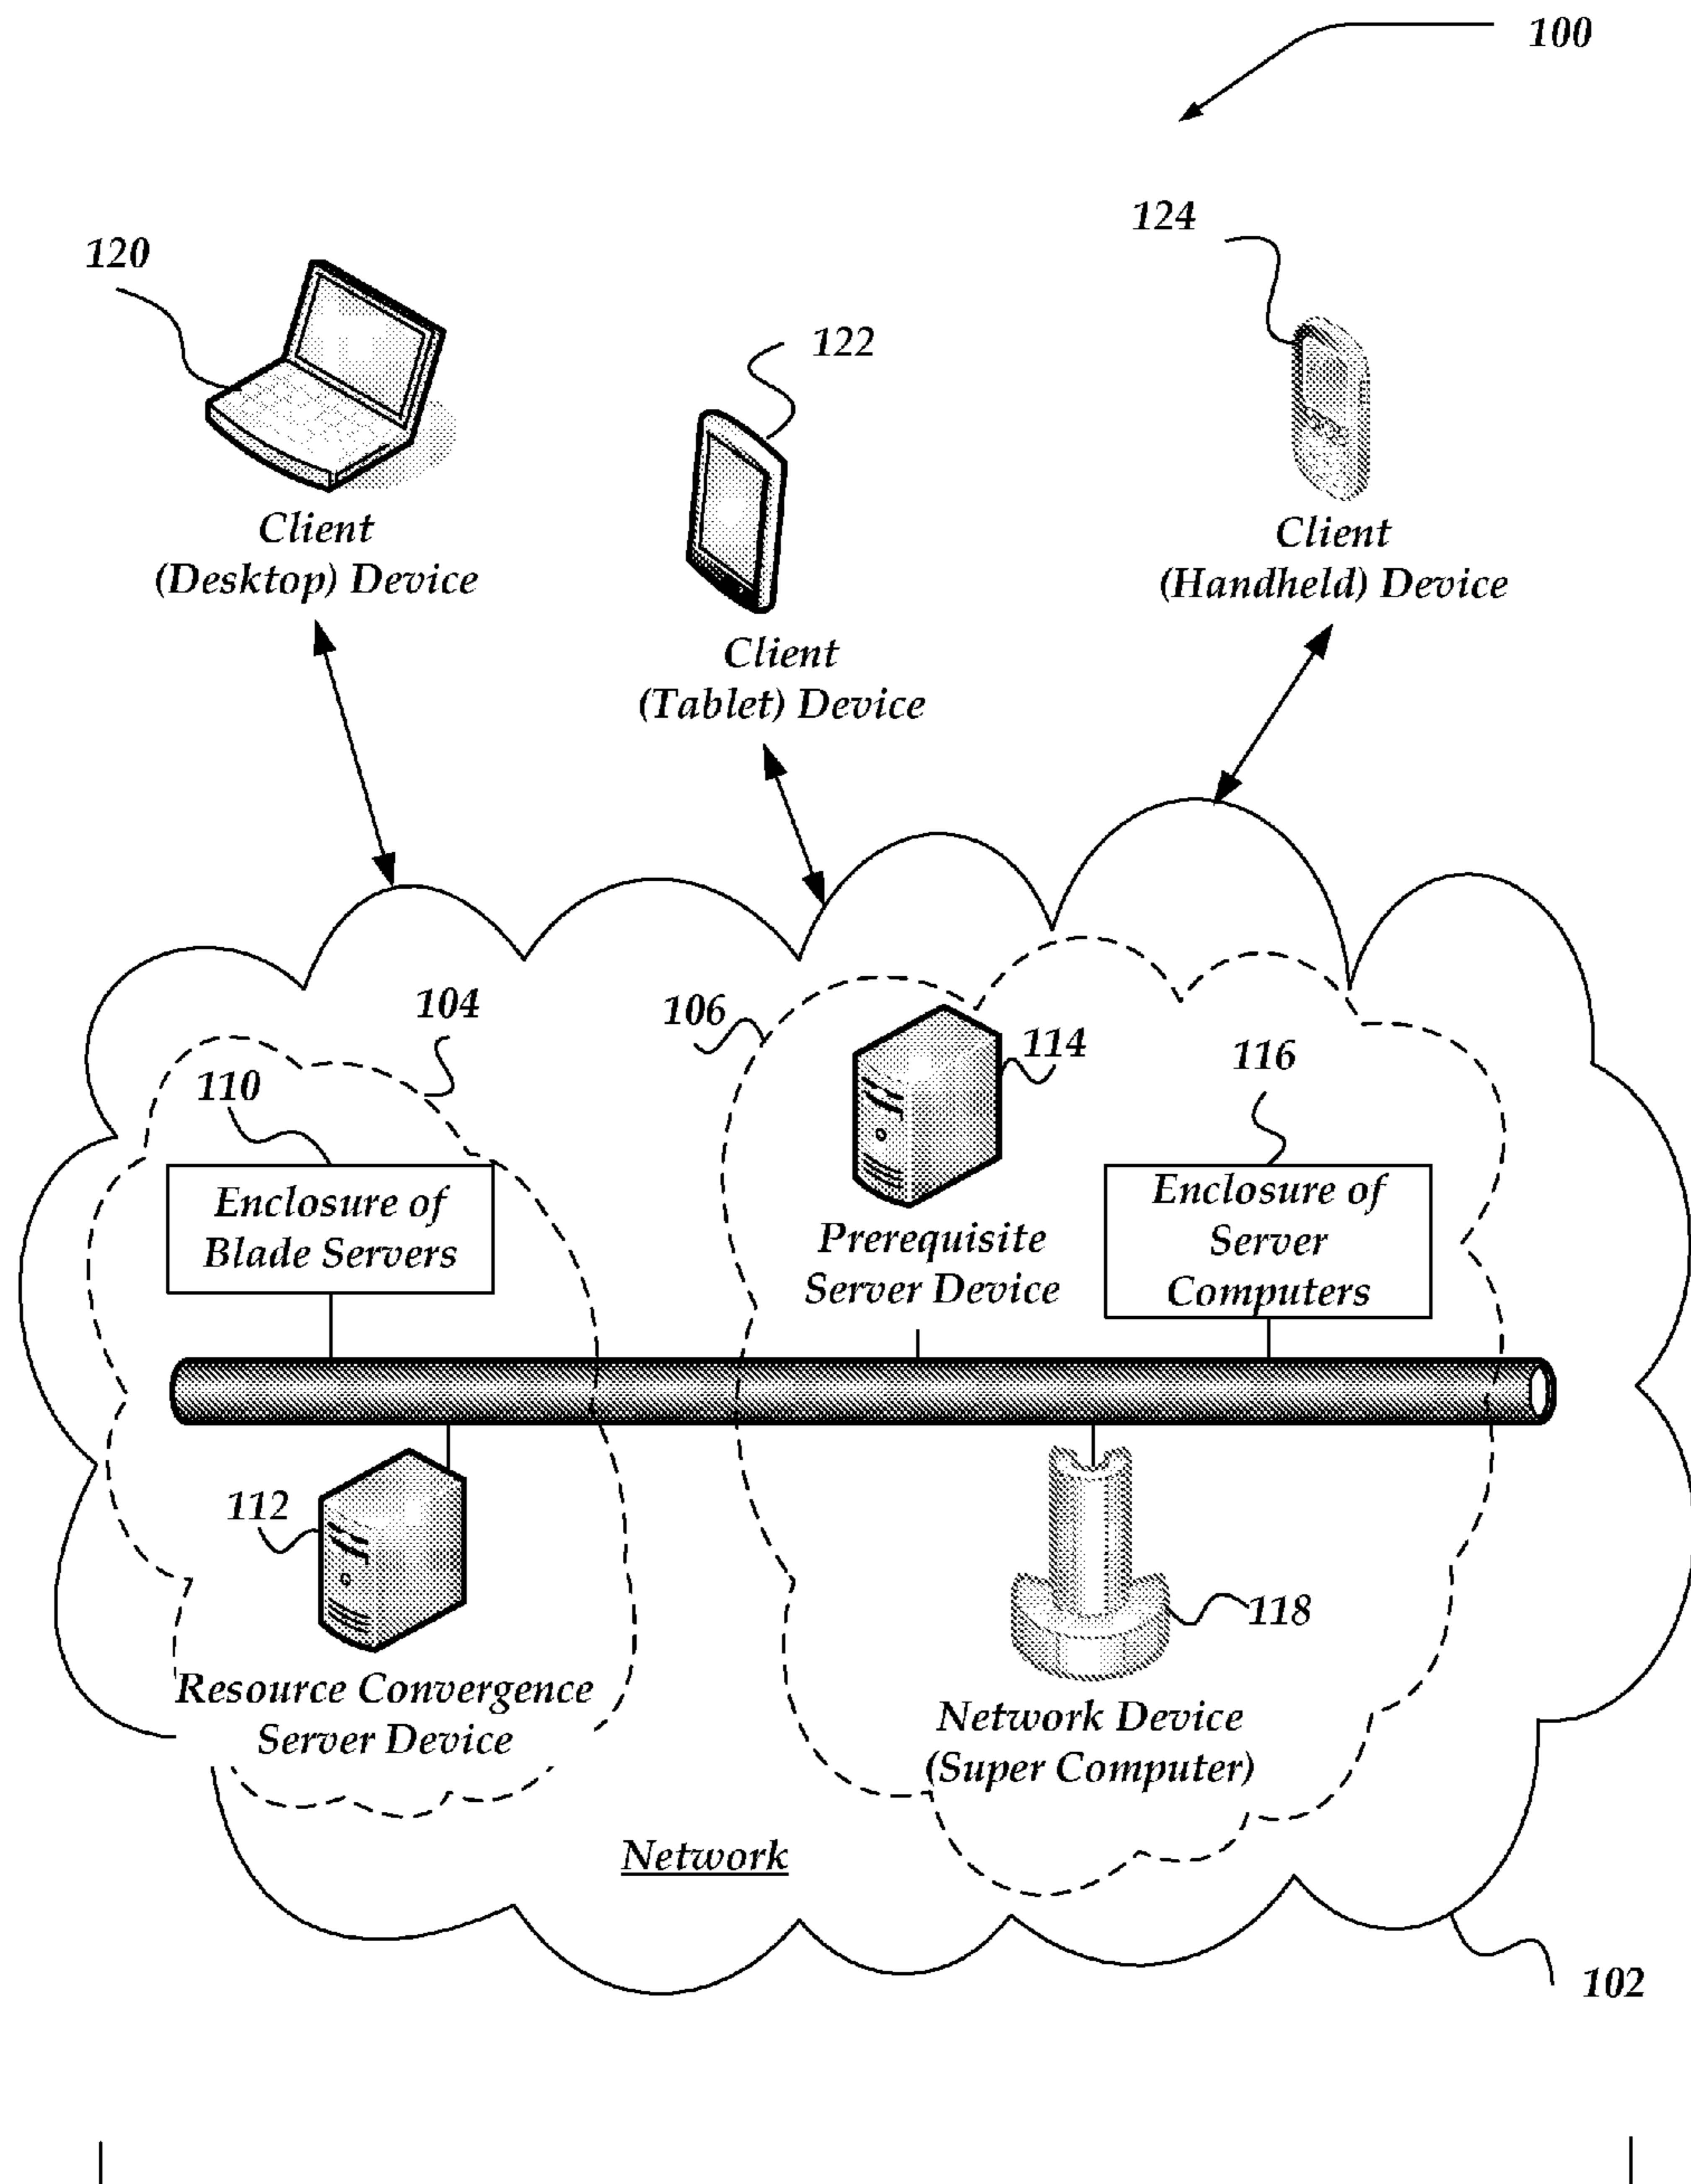 100
124
120
122
Client
(Desktop) Device
Client
(Handheld) Device
Client
(Tablet) Device
104
106
114
116
110
Enclosure of
Blade Servers
Prerequisite
Server Device
Enclosure of
Server
Computers
112
118
Resource Convergence
Server Device
Network Device
(Super Computer)
Network
102